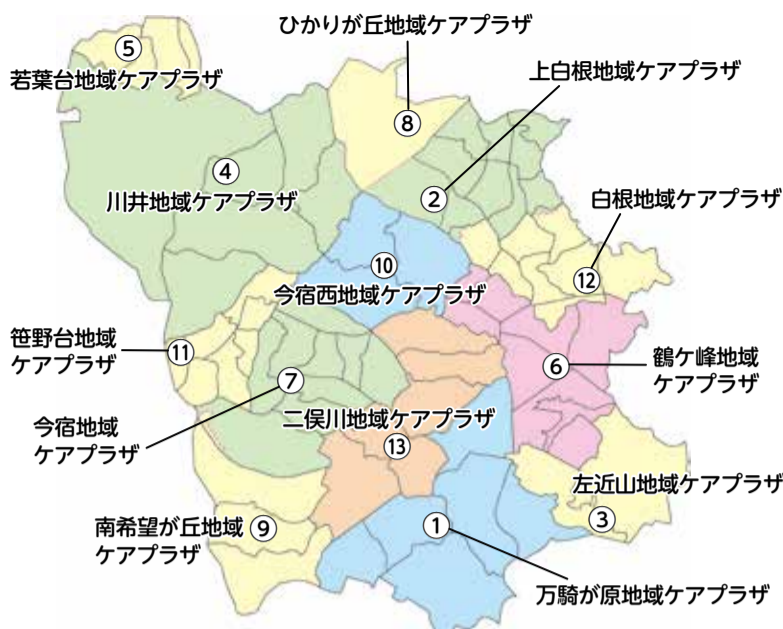 ひかりが丘地域ケアプラザ
⑤
若葉台地域ケアプラザ
上白根地域ケアプラザ
⑧
④
川井地域ケアプラザ
②
白根地域ケアプラザ
⑩
今宿西地域ケアプラザ
⑫
笹野台地域
ケアプラザ
⑪
⑥
鶴ケ峰地域
ケアプラザ
⑦
今宿地域
ケアプラザ
二俣川地域ケアプラザ
⑬
左近山地域ケアプラザ
③
南希望が丘地域
ケアプラザ
⑨
①
万騎が原地域ケアプラザ